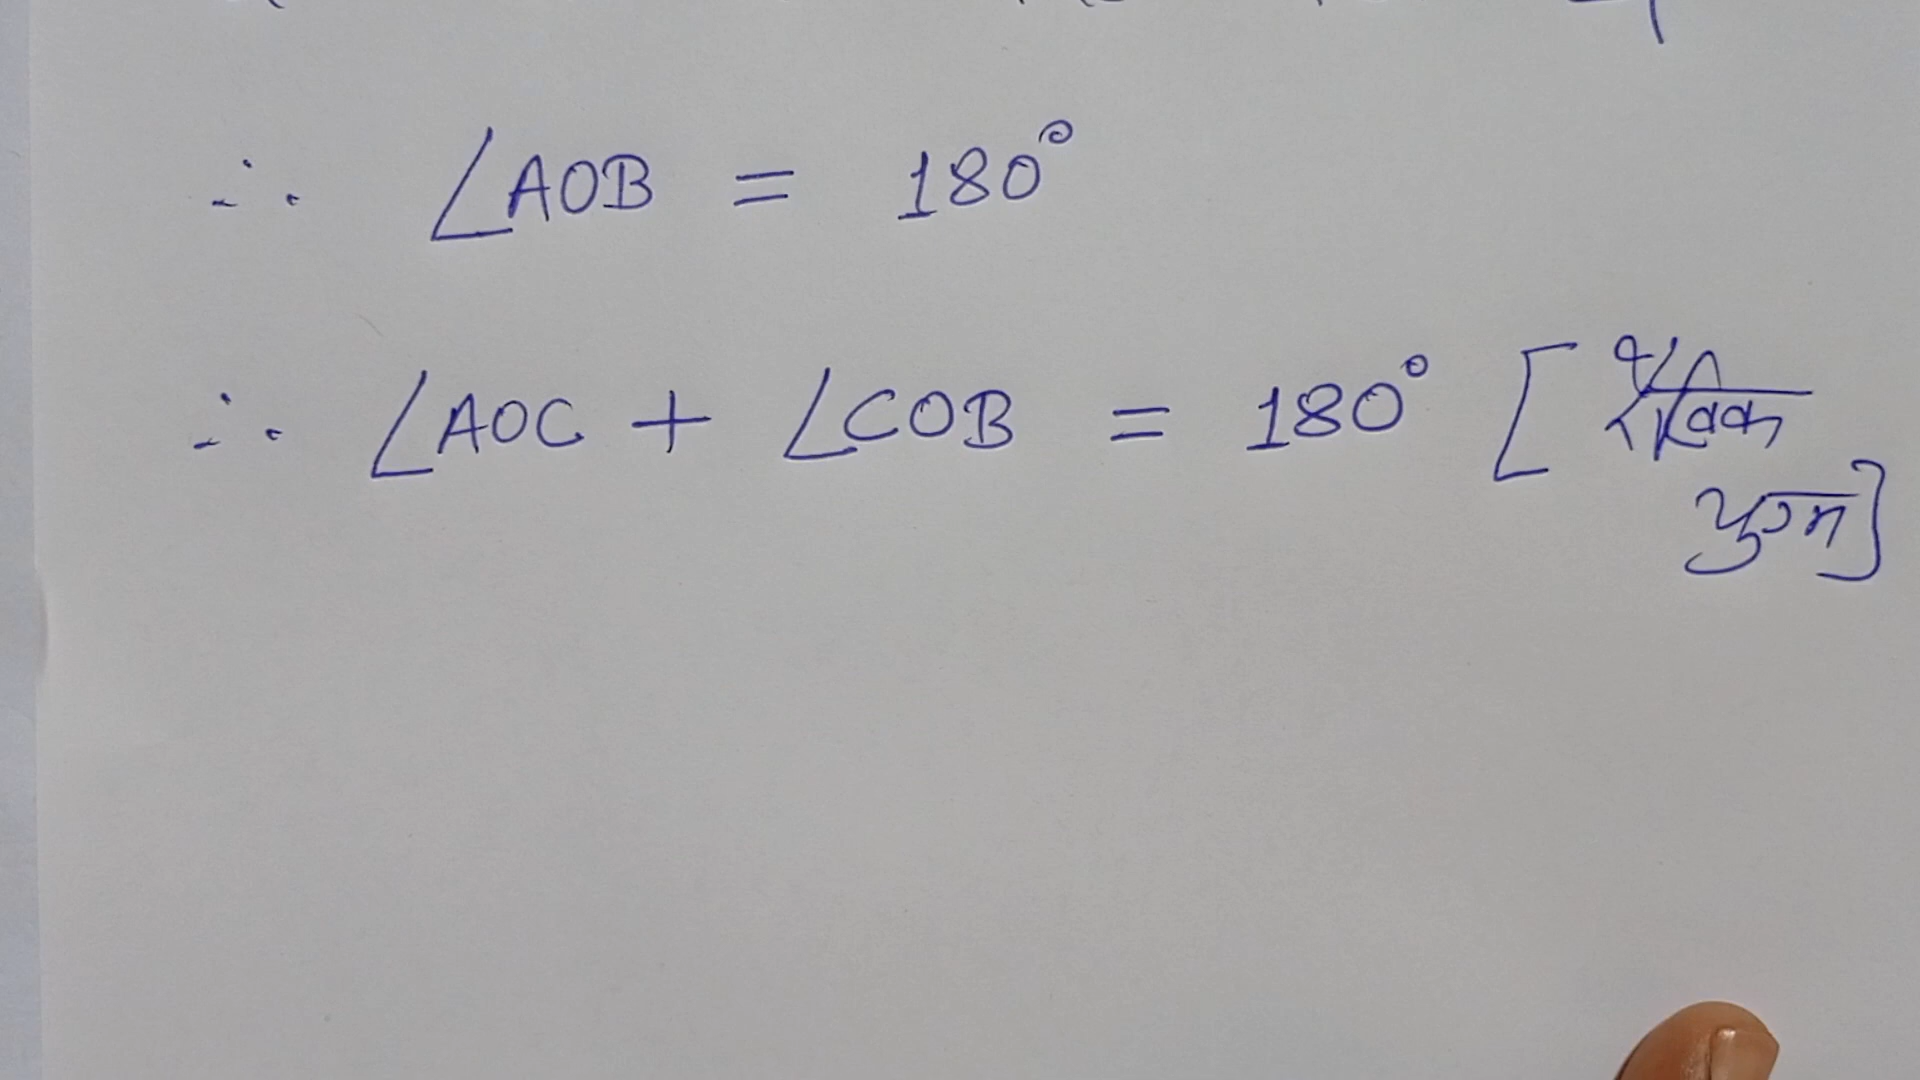 ∴ ∠AOB = 180°
∴ ∠AOC + ∠COB = 180° [रैखिक
युग्म]